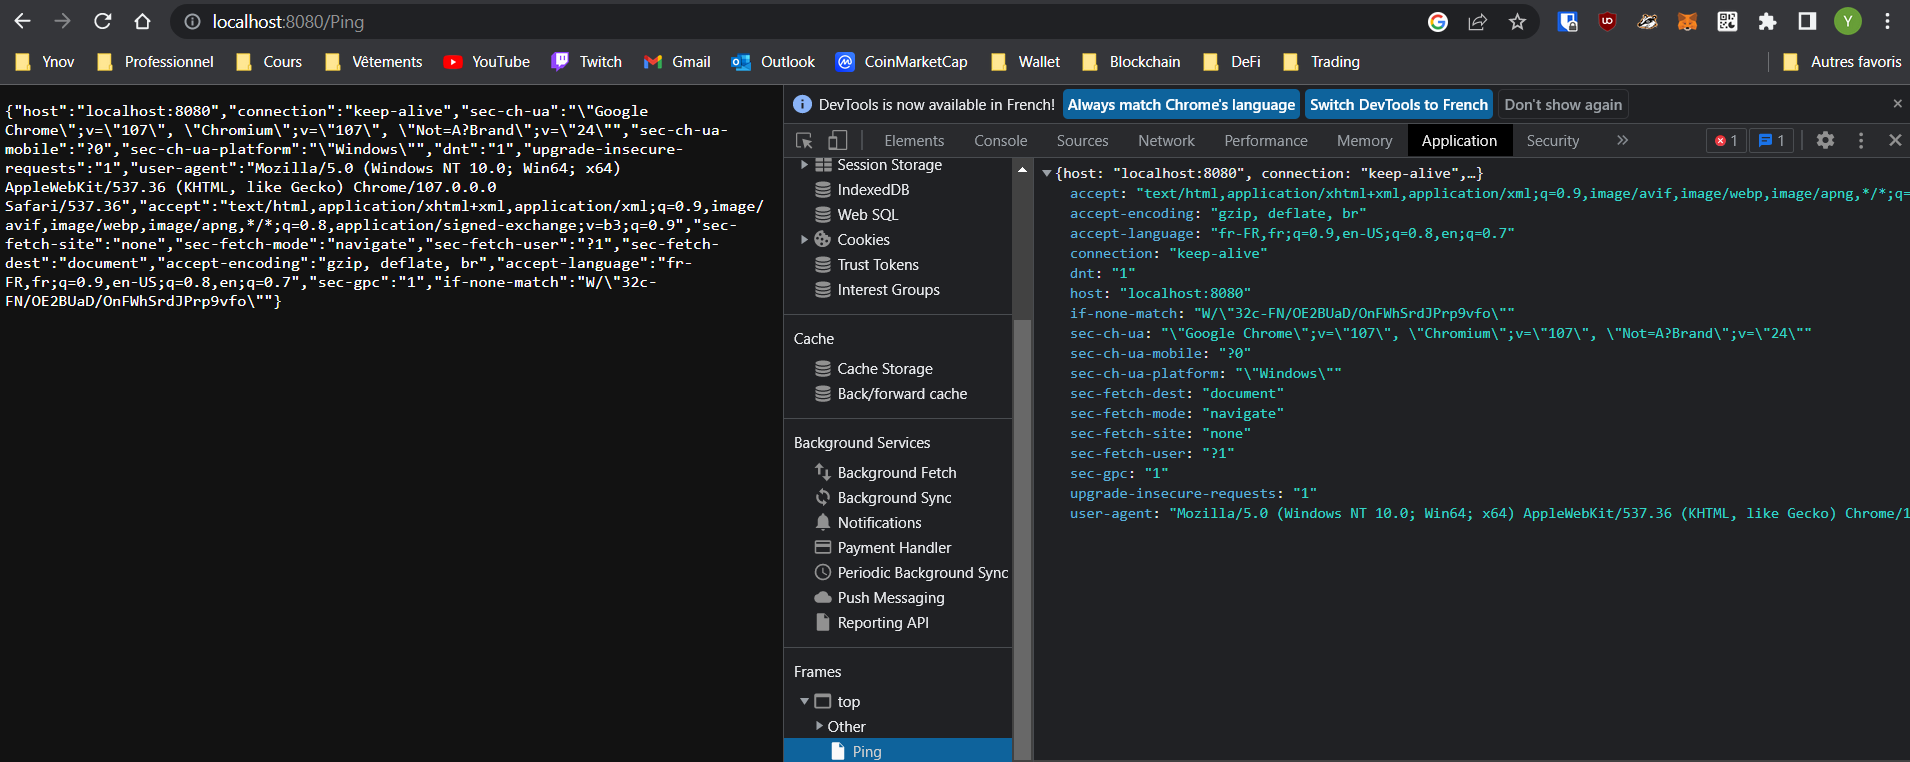 localhost:8080/Ping
Y
Ynov Professionnel Cours Vêtements YouTube Twitch Gmail Outlook CoinMarketCap Wallet Blockchain DeFi Trading Autres favoris
{"host":"localhost:8080","connection":"keep-alive","sec-ch-ua":"\"Google
Chrome\";v=\"107\", \"Chromium\";v=\"107\", \"Not=A?Brand\";v=\"24\"","sec-ch-ua-
mobile":"?0","sec-ch-ua-platform":"\"Windows\"","dnt":"1","upgrade-insecure-
requests":"1","user-agent":"Mozilla/5.0 (Windows NT 10.0; Win64; x64)
AppleWebKit/537.36 (KHTML, like Gecko) Chrome/107.0.0.0
Safari/537.36","accept":"text/html,application/xhtml+xml,application/xml;q=0.9,image/
avif,image/webp,image/apng,*/*;q=0.8,application/signed-exchange;v=b3;q=0.9","sec-
fetch-site":"none","sec-fetch-mode":"navigate","sec-fetch-user":"?1","sec-fetch-
dest":"document","accept-encoding":"gzip, deflate, br","accept-language":"fr-
FR,fr;q=0.9,en-US;q=0.8,en;q=0.7","sec-gpc":"1","if-none-match":"W/\"32c-
FN/OE2BUaD/OnFWhSrdJPrp9vfo\""}
DevTools is now available in French! Always match Chrome's language Switch DevTools to French Don't show again
Elements Console Sources Network Performance Memory Application Security 1 1
Session Storage
IndexedDB
Web SQL
Cookies
Trust Tokens
Interest Groups
Cache
Cache Storage
Back/forward cache
Background Services
Background Fetch
Background Sync
Notifications
Payment Handler
Periodic Background Sync
Push Messaging
Reporting API
Frames
top
Other
Ping
{host: "localhost:8080", connection: "keep-alive",…}
accept: "text/html,application/xhtml+xml,application/xml;q=0.9,image/avif,image/webp,image/apng,*/*;q=
accept-encoding: "gzip, deflate, br"
accept-language: "fr-FR,fr;q=0.9,en-US;q=0.8,en;q=0.7"
connection: "keep-alive"
dnt: "1"
host: "localhost:8080"
if-none-match: "W/\"32c-FN/OE2BUaD/OnFWhSrdJPrp9vfo\""
sec-ch-ua: "\"Google Chrome\";v=\"107\", \"Chromium\";v=\"107\", \"Not=A?Brand\";v=\"24\""
sec-ch-ua-mobile: "?0"
sec-ch-ua-platform: "\"Windows\""
sec-fetch-dest: "document"
sec-fetch-mode: "navigate"
sec-fetch-site: "none"
sec-fetch-user: "?1"
sec-gpc: "1"
upgrade-insecure-requests: "1"
user-agent: "Mozilla/5.0 (Windows NT 10.0; Win64; x64) AppleWebKit/537.36 (KHTML, like Gecko) Chrome/1